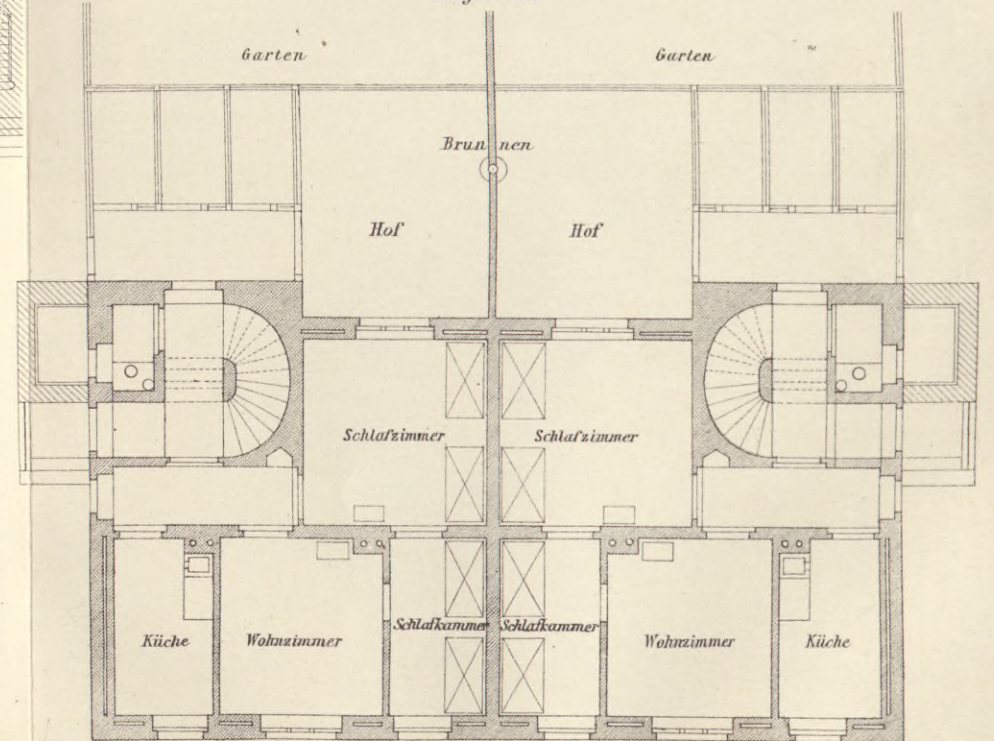 Garten Garten
Brunnen
Hof Hof
Schlafzimmer Schlafzimmer
Küche Wohnzimmer Schlafkammer Schlafkammer Wohnzimmer Küche